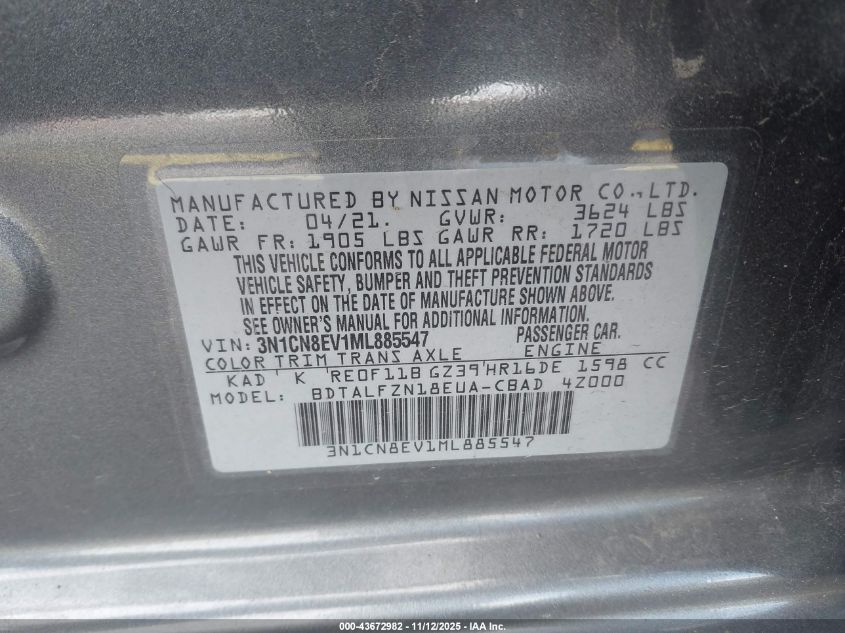 MANUFACTURED BY NISSAN MOTOR CO., LTD.
DATE: 04/21. GVWR: 3624 LBS
GAWR FR: 1905 LBS GAWR RR: 1720 LBS
THIS VEHICLE CONFORMS TO ALL APPLICABLE FEDERAL MOTOR
VEHICLE SAFETY, BUMPER AND THEFT PREVENTION STANDARDS
IN EFFECT ON THE DATE OF MANUFACTURE SHOWN ABOVE.
SEE OWNER'S MANUAL FOR LOADING ADDITIONAL INFORMATION.
VIN: 3N1CN8EV1ML885547 PASSENGER CAR.
COLOR TRIM TRANS AXLE ENGINE
KAD K RE0F11B GZ39 HR16DE 1598 CC
MODEL: BDTALFZN18EUA-CBAD 4Z000
3N1CN8EV1ML885547
000-43672982 - 11/12/2025 - IAA Inc.